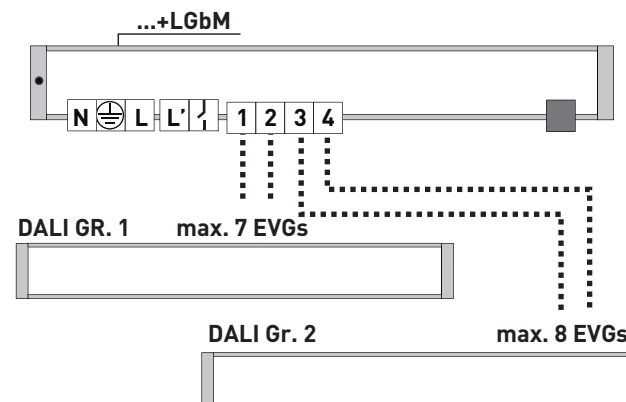 ...+LGbM
N L L' 1 2 3 4
DALI GR. 1 max. 7 EVGs
DALI Gr. 2 max. 8 EVGs